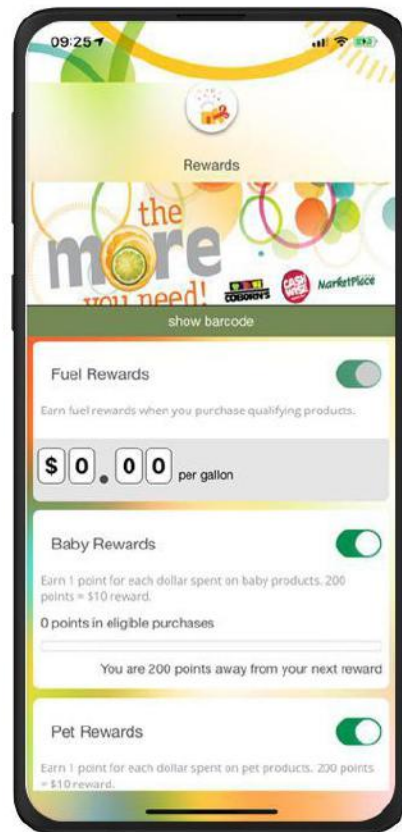 09:25
Rewards
the
more
you need!
COBORN'S
CASH
WISE
MarketPlace
show barcode
Fuel Rewards
Earn fuel rewards when you purchase qualifying products.
$0.00 per gallon
Baby Rewards
Earn 1 point for each dollar spent on baby products. 200
points = $10 reward.
0 points in eligible purchases
You are 200 points away from your next reward
Pet Rewards
Earn 1 point for each dollar spent on pet products. 200 points
= $10 reward.